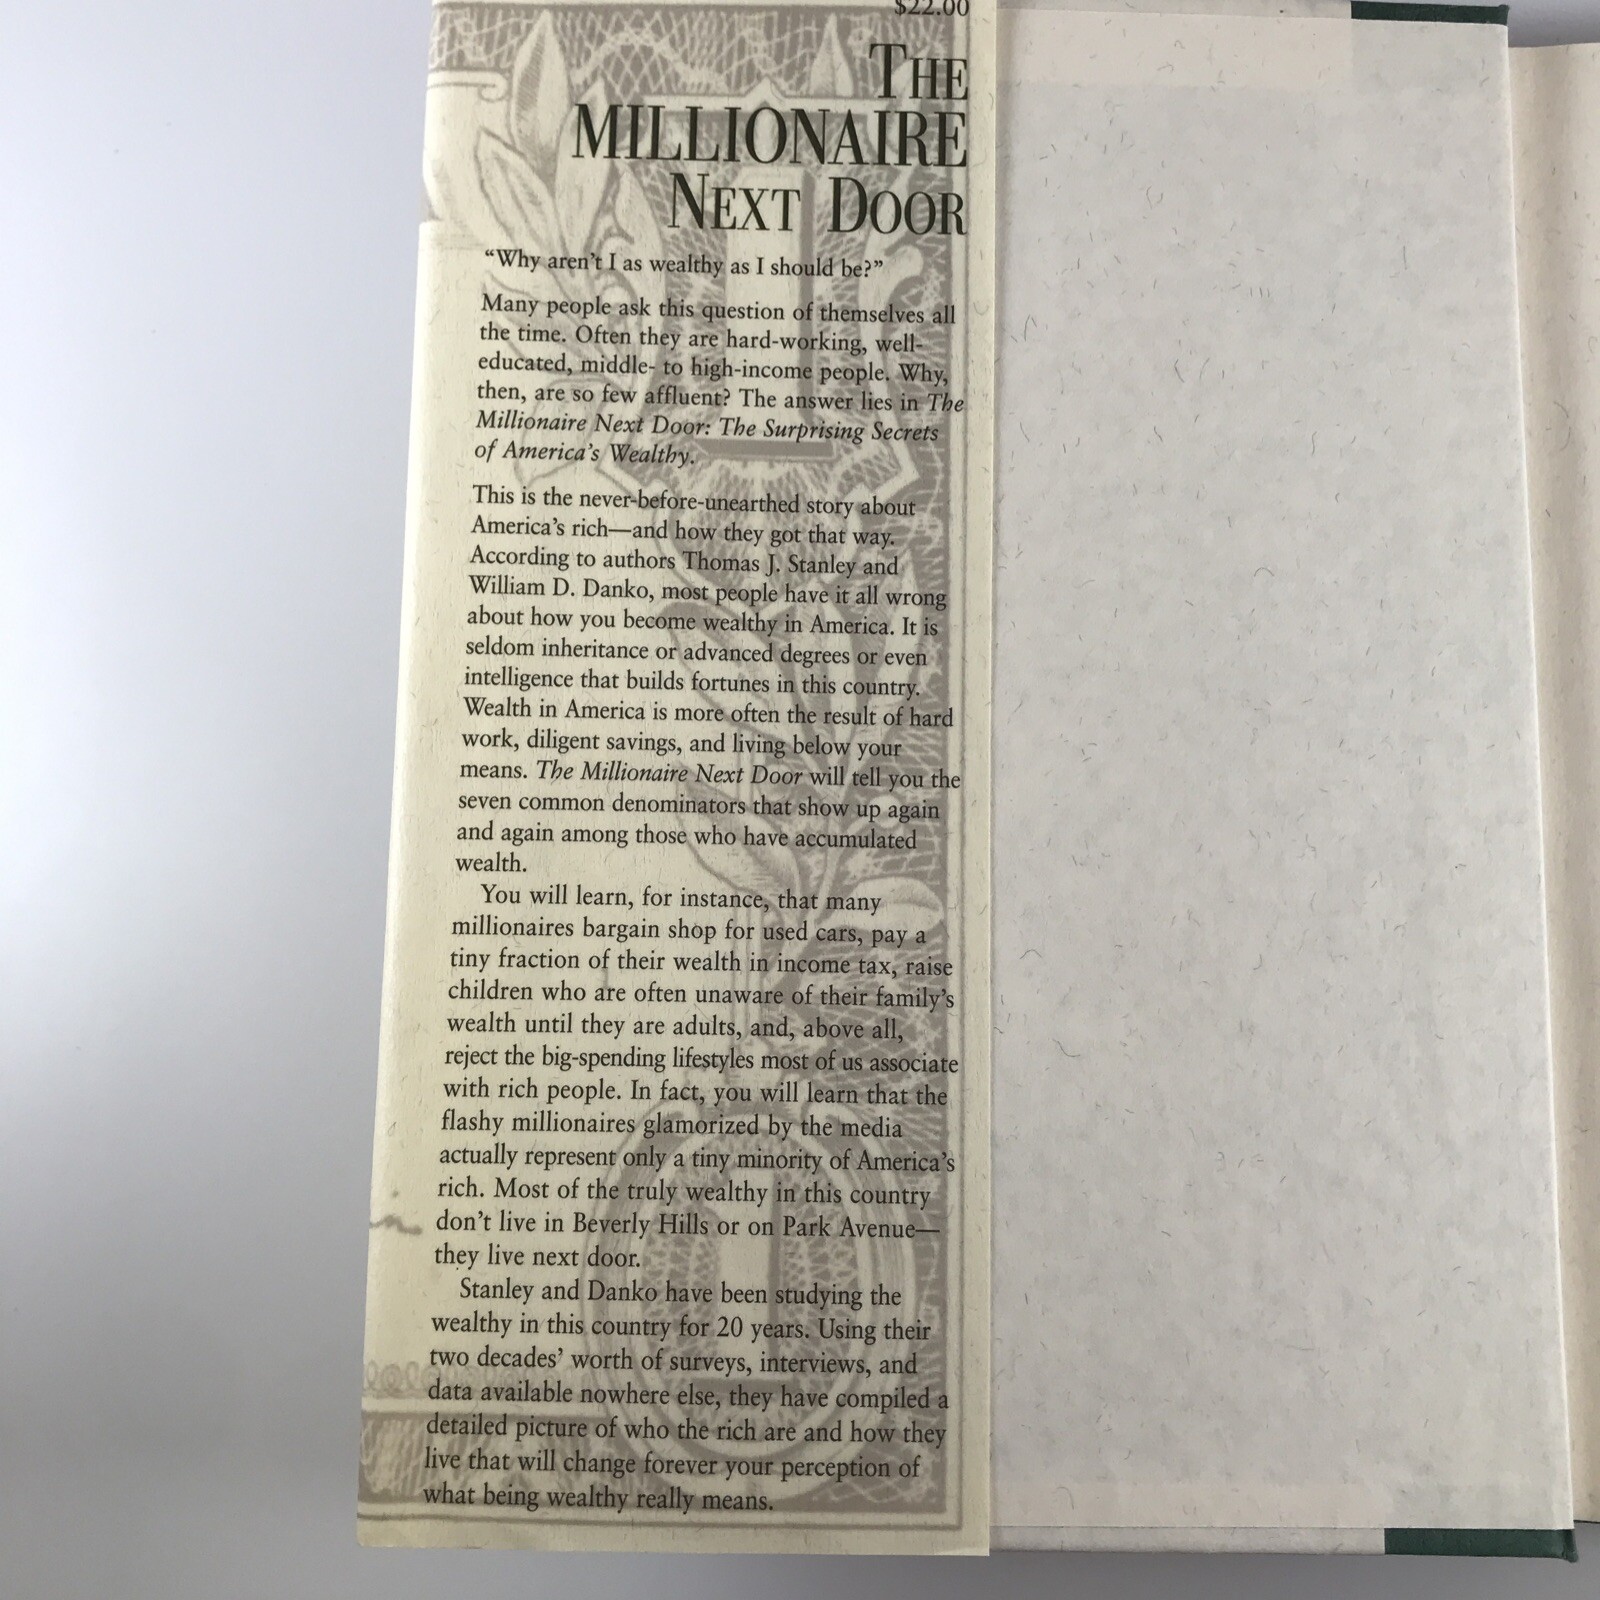 $22.00
THE
MILLIONAIRE
NEXT DOOR
“Why aren’t I as wealthy as I should be?”
Many people ask this question of themselves all
the time. Often they are hard-working, well-
educated, middle- to high-income people. Why,
then, are so few affluent? The answer lies in The
Millionaire Next Door: The Surprising Secrets
of America’s Wealthy.
This is the never-before-unearthed story about
America’s rich—and how they got that way.
According to authors Thomas J. Stanley and
William D. Danko, most people have it all wrong
about how you become wealthy in America. It is
seldom inheritance or advanced degrees or even
intelligence that builds fortunes in this country.
Wealth in America is more often the result of hard
work, diligent savings, and living below your
means. The Millionaire Next Door will tell you the
seven common denominators that show up again
and again among those who have accumulated
wealth.
You will learn, for instance, that many
millionaires bargain shop for used cars, pay a
tiny fraction of their wealth in income tax, raise
children who are often unaware of their family’s
wealth until they are adults, and, above all,
reject the big-spending lifestyles most of us associate
with rich people. In fact, you will learn that the
flashy millionaires glamorized by the media
actually represent only a tiny minority of America’s
rich. Most of the truly wealthy in this country
don’t live in Beverly Hills or on Park Avenue—
they live next door.
Stanley and Danko have been studying the
wealthy in this country for 20 years. Using their
two decades’ worth of surveys, interviews, and
data available nowhere else, they have compiled a
detailed picture of who the rich are and how they
live that will change forever your perception of
what being wealthy really means.